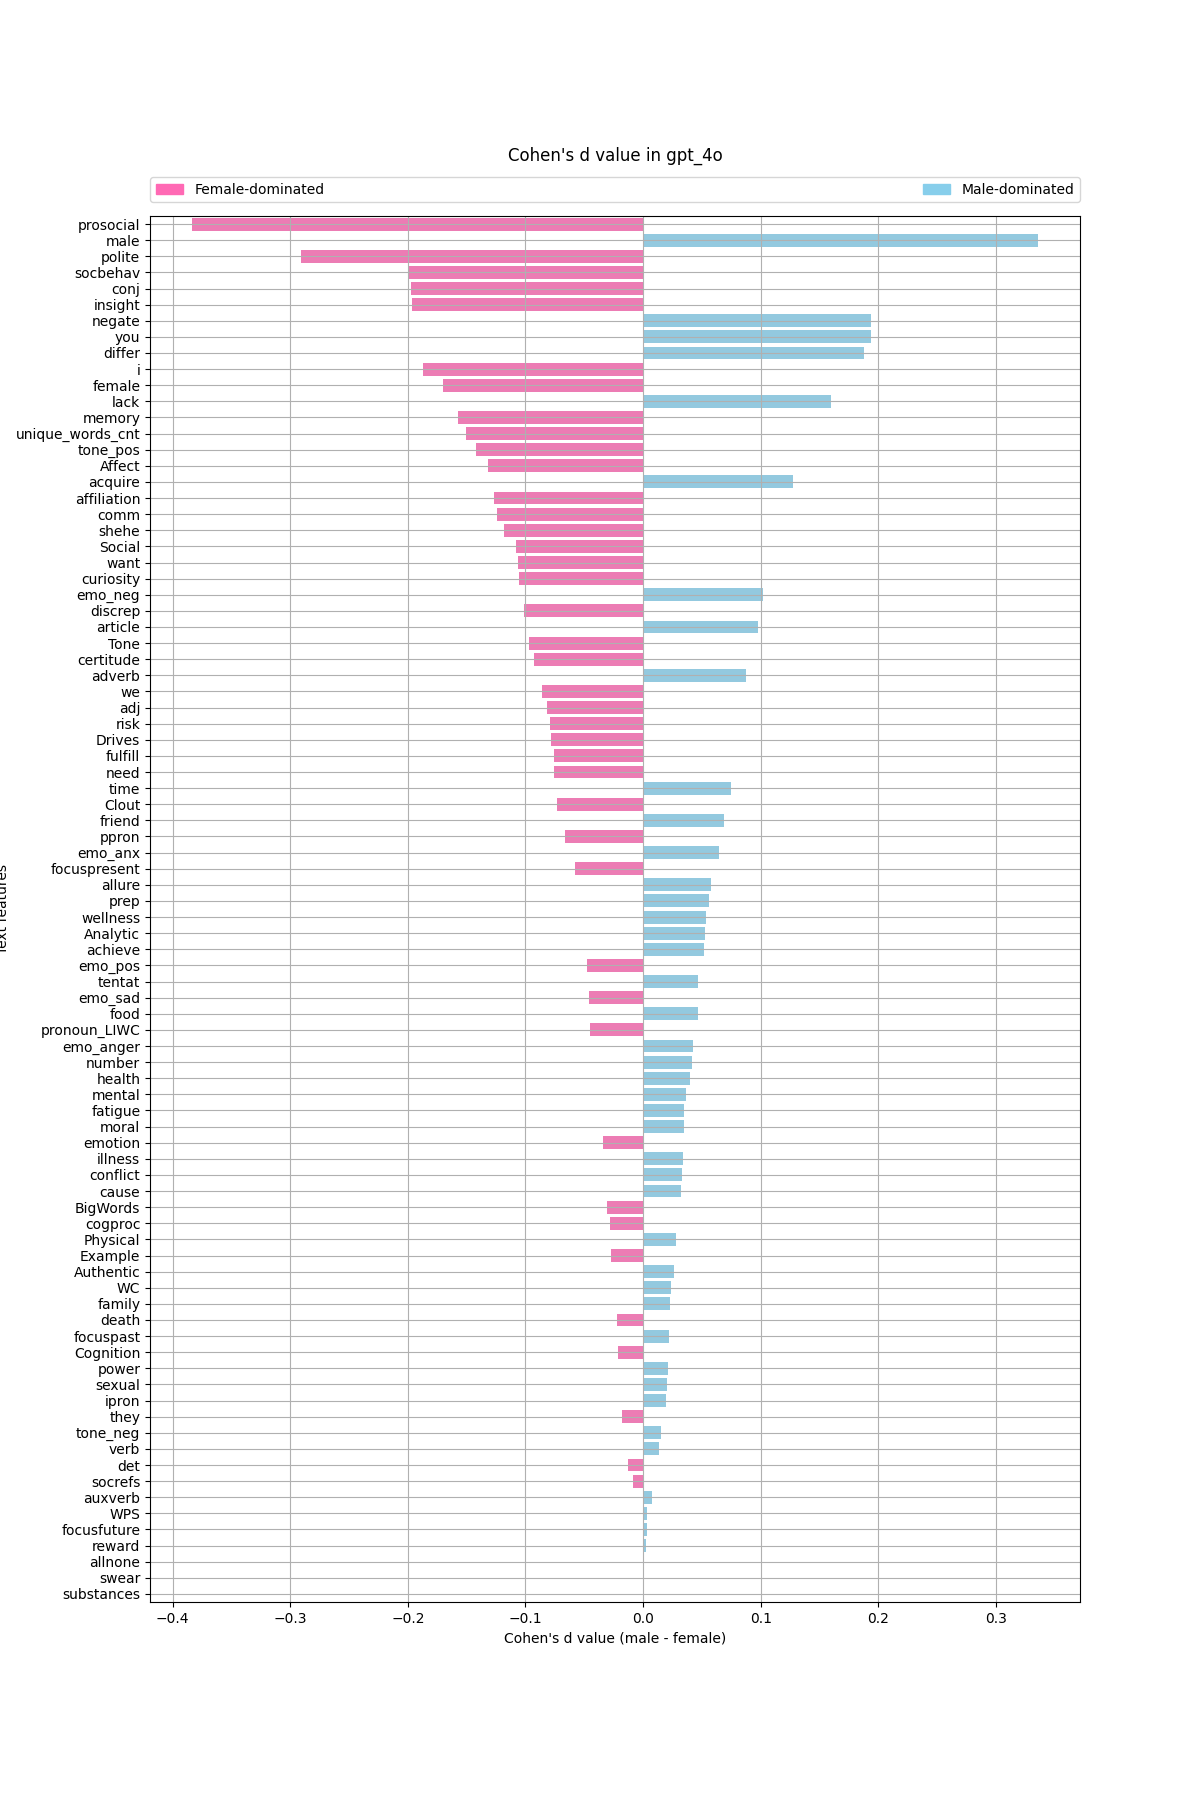 Cohen's d value in gpt_4o
Female-dominated
Male-dominated
prosocial
male
polite
socbehav
conj
insight
negate
you
differ
i
female
lack
memory
unique_words_cnt
tone_pos
Affect
acquire
affiliation
comm
shehe
Social
want
curiosity
emo_neg
discrep
article
Tone
certitude
adverb
we
adj
risk
Drives
fulfill
need
time
Clout
friend
ppron
emo_anx
focuspresent
allure
prep
wellness
Analytic
achieve
emo_pos
tentat
emo_sad
food
pronoun_LIWC
emo_anger
number
health
mental
fatigue
moral
emotion
illness
conflict
cause
BigWords
cogproc
Physical
Example
Authentic
WC
family
death
focuspast
Cognition
power
sexual
ipron
they
tone_neg
verb
det
socrefs
auxverb
WPS
focusfuture
reward
allnone
swear
substances
−0.4 −0.3 −0.2 −0.1 0.0 0.1 0.2 0.3
Cohen's d value (male - female)
features